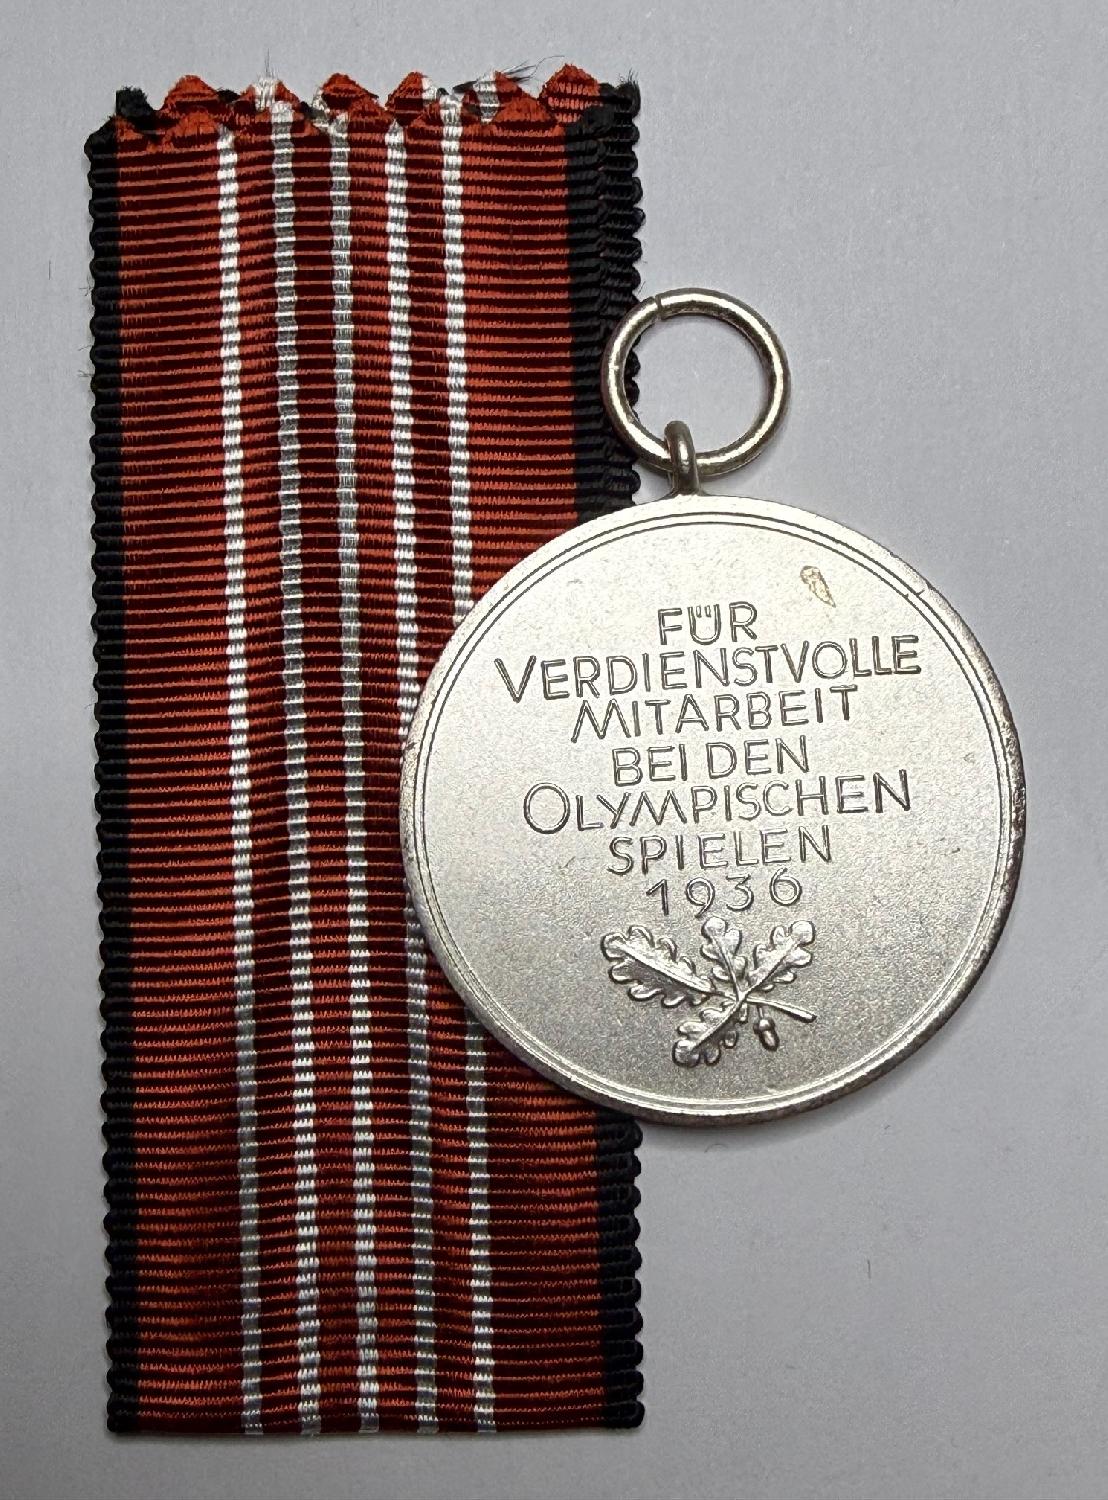 FÜR
VERDIENSTVOLLE
MITARBEIT
BEI DEN
OLYMPISCHEN
SPIELEN
1936